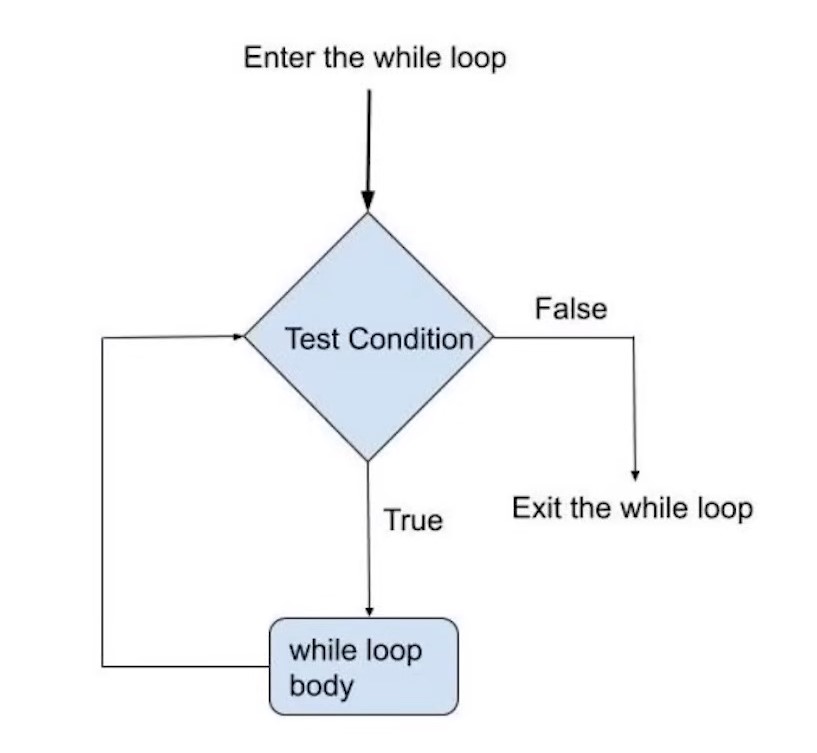 Enter the while loop
Test Condition
False
True
Exit the while loop
while loop
body